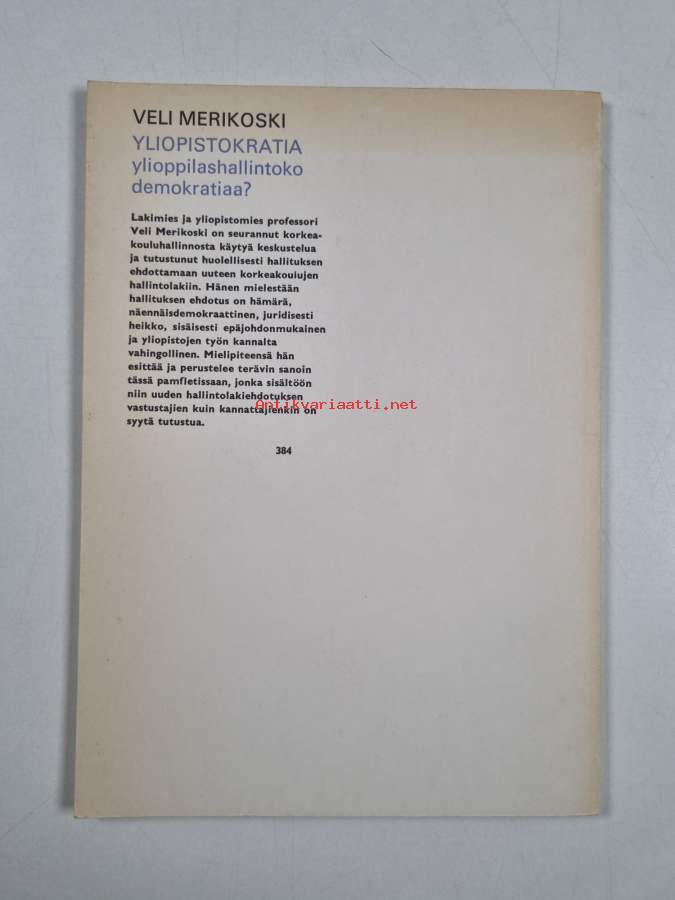 VELI MERIKOSKI
YLIOPISTOKRATIA
ylioppilashallintoko
demokratiaa?
Lakimies ja yliopistomies professori
Veli Merikoski on seurannut korkea-
kouluhallinnosta käytyä keskustelua
ja tutustunut huolellisesti hallituksen
ehdottamaan uuteen korkeakoulujen
hallintolakiin. Hänen mielestään
hallituksen ehdotus on hämärä,
näennäisdemokraattinen, juridisesti
heikko, sisäisesti epäjohdonmukainen
ja yliopistojen työn kannalta
vahingollinen. Mielipiteensä hän
esittää ja perustelee terävin sanoin
tässä pamfletissaan, jonka sisältöön
niin uuden hallintolakiehdotuksen
Antikvariaatti.net
vastustajien kuin kannattajienkin on
syytä tutustua.
384